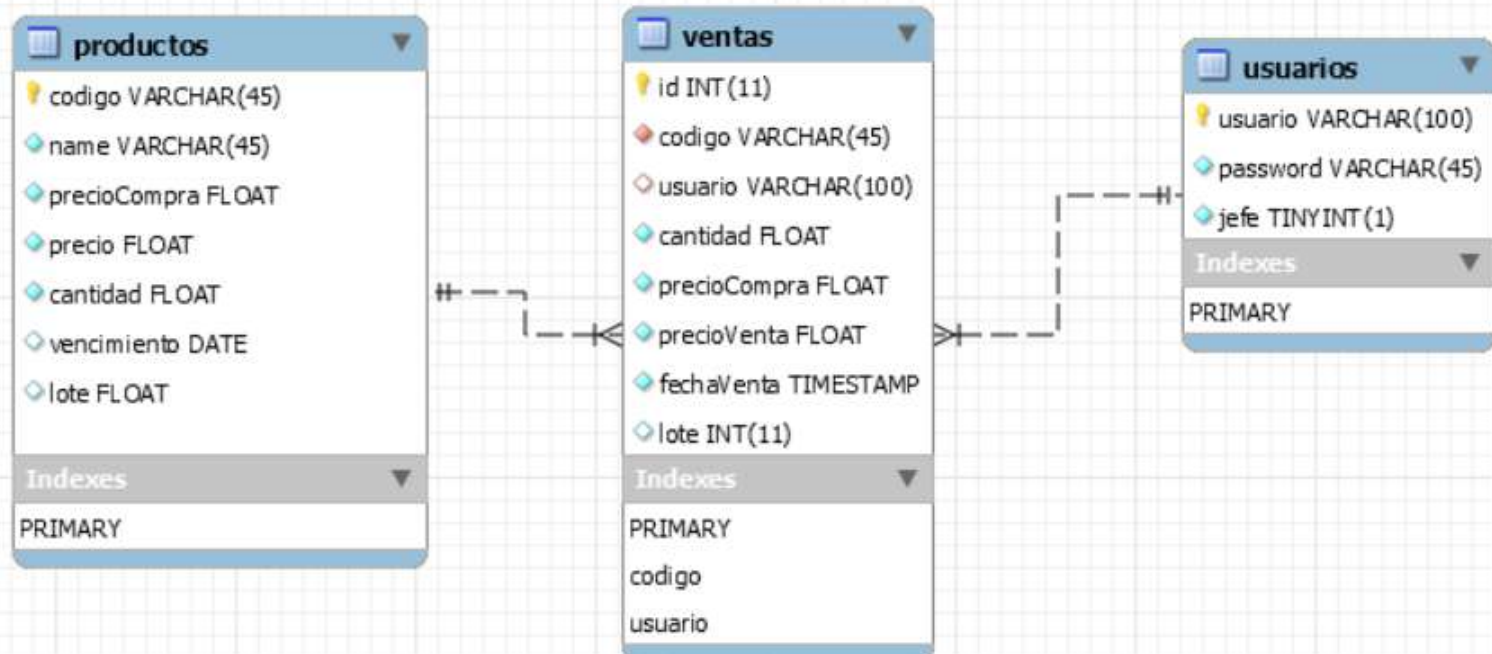 productos
codigo VARCHAR(45)
name VARCHAR(45)
precioCompra FLOAT
precio FLOAT
cantidad FLOAT
vencimiento DATE
lote FLOAT
Indexes
PRIMARY
ventas
id INT(11)
codigo VARCHAR(45)
usuario VARCHAR(100)
cantidad FLOAT
precioCompra FLOAT
precioVenta FLOAT
fechaVenta TIMESTAMP
lote INT(11)
Indexes
PRIMARY
codigo
usuario
usuarios
usuario VARCHAR(100)
password VARCHAR(45)
jefe TINYINT(1)
Indexes
PRIMARY